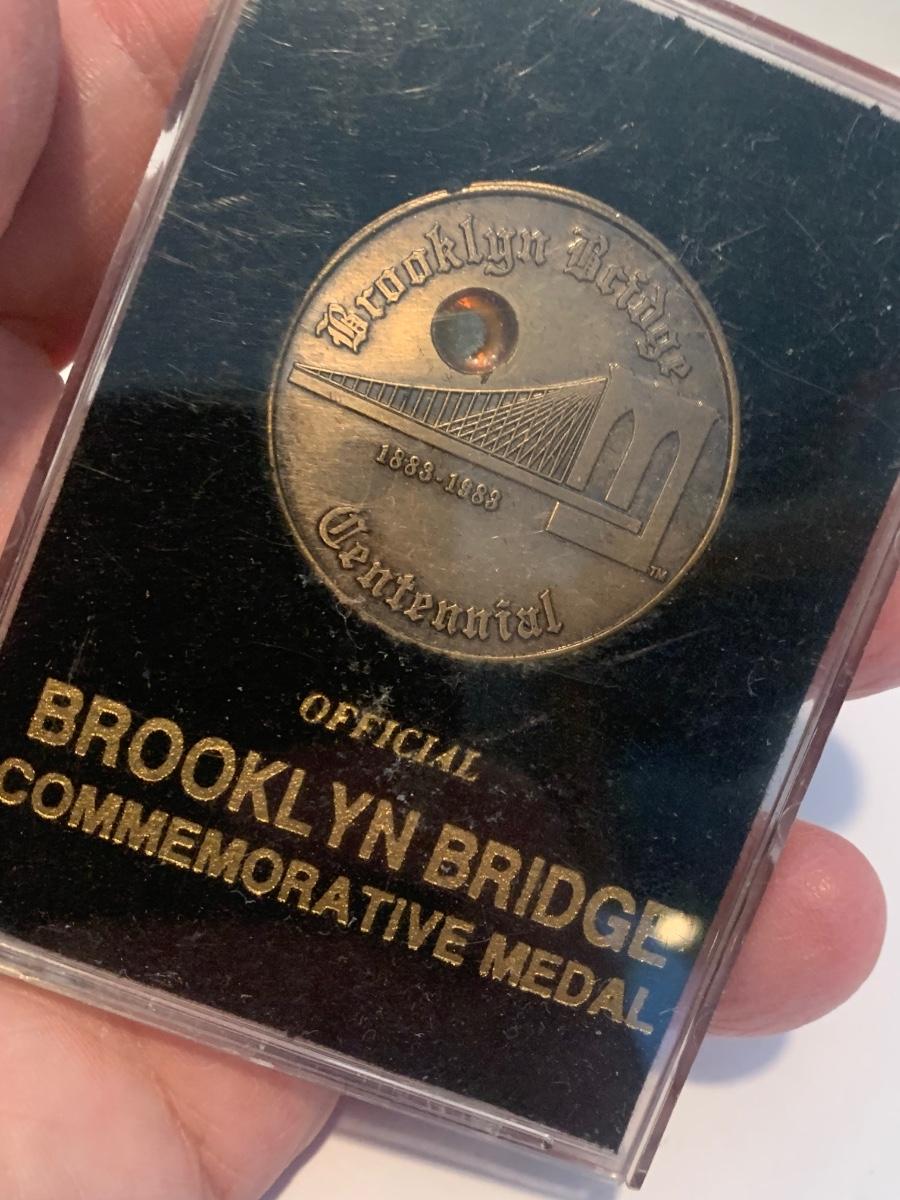 Brooklyn Bridge
1883-1983
TM
Centennial
OFFICIAL
BROOKLYN BRIDGE
COMMEMORATIVE MEDAL